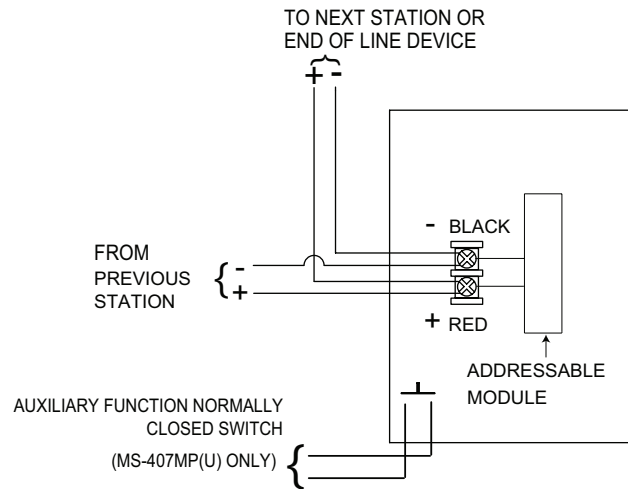 TO NEXT STATION OR
END OF LINE DEVICE
+ -
- BLACK
FROM
PREVIOUS
STATION
-
+
+ RED
ADDRESSABLE
MODULE
AUXILIARY FUNCTION NORMALLY
CLOSED SWITCH
(MS-407MP(U) ONLY)